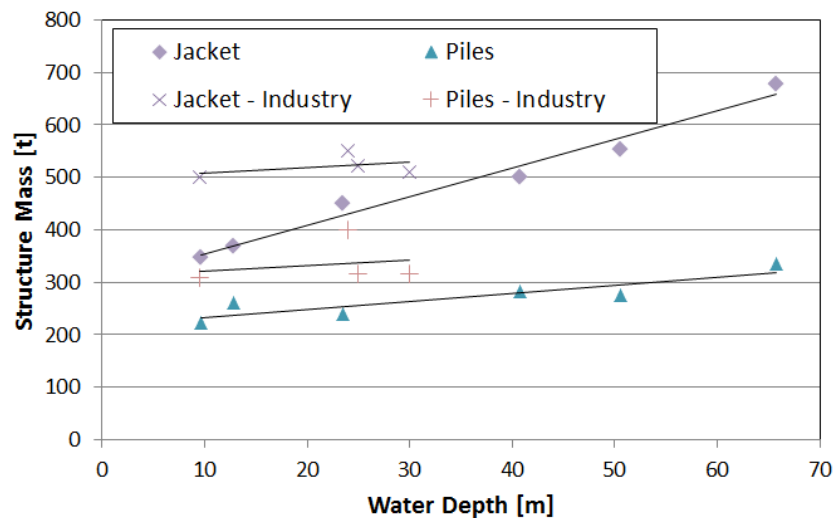 800
700
600
500
400
300
200
100
0
Structure Mass [t]
Jacket
Piles
Jacket - Industry
Piles - Industry
0 10 20 30 40 50 60 70
Water Depth [m]